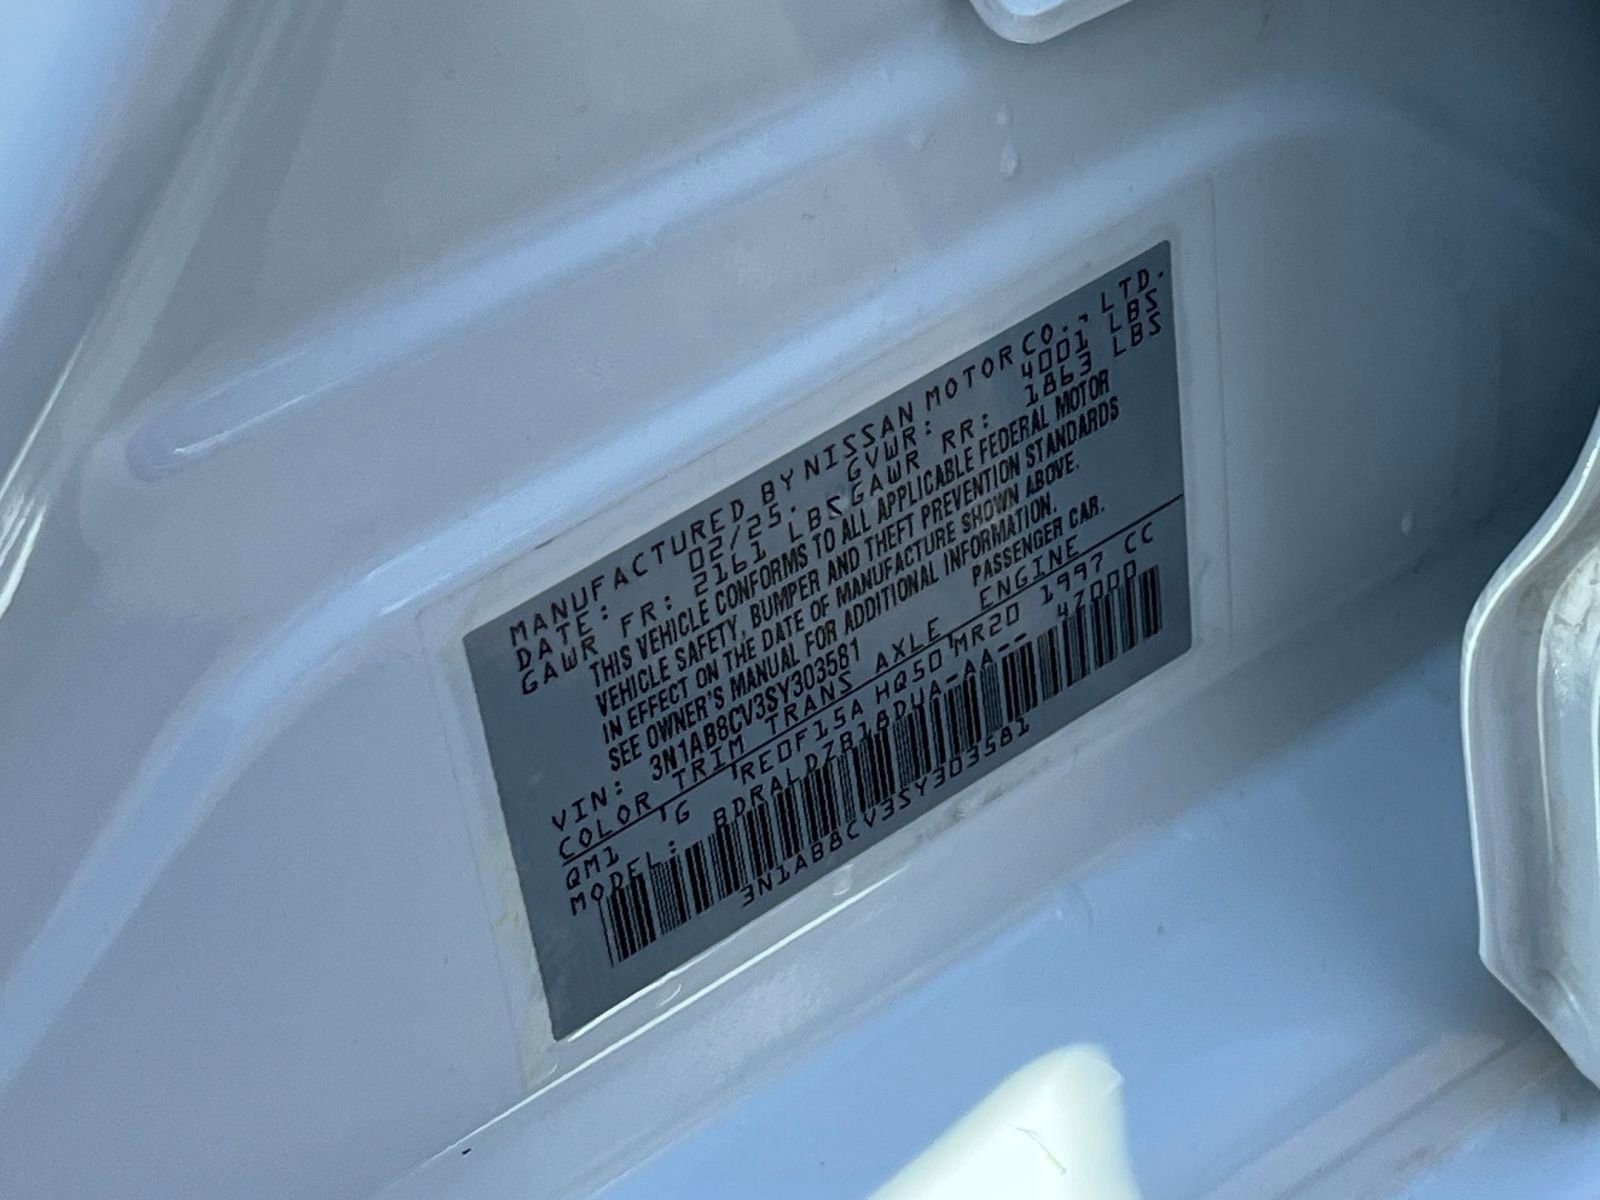 MANUFACTURED BY NISSAN MOTOR CO., LTD.
DATE: 02/25. GVWR: 4001 LBS
GAWR FR: 2161 LBS GAWR RR: 1863 LBS
THIS VEHICLE CONFORMS TO ALL APPLICABLE FEDERAL MOTOR
VEHICLE SAFETY, BUMPER AND THEFT PREVENTION STANDARDS
IN EFFECT ON THE DATE OF MANUFACTURE SHOWN ABOVE.
SEE OWNER'S MANUAL FOR ADDITIONAL INFORMATION.
VIN: 3N1AB8CV3SY303581 PASSENGER CAR.
COLOR TRIM TRANS AXLE ENGINE
QM1 G RE0F15A HQ50 MR20 1997 CC
MODEL: BDRALDZB18DUA-AA-_ 47000
3N1AB8CV3SY303581